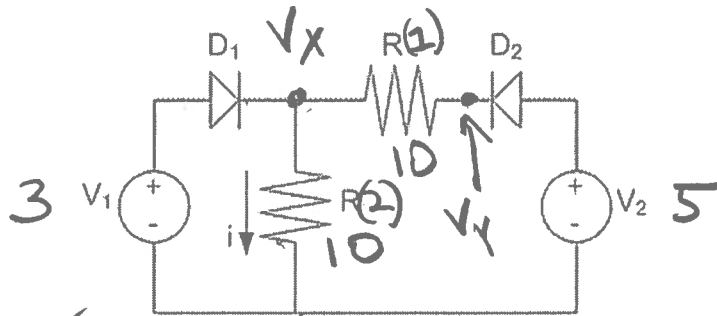 D1 Vx R(1) D2
10
3 V1 + - R(2) Vy + - V2 5
i 10